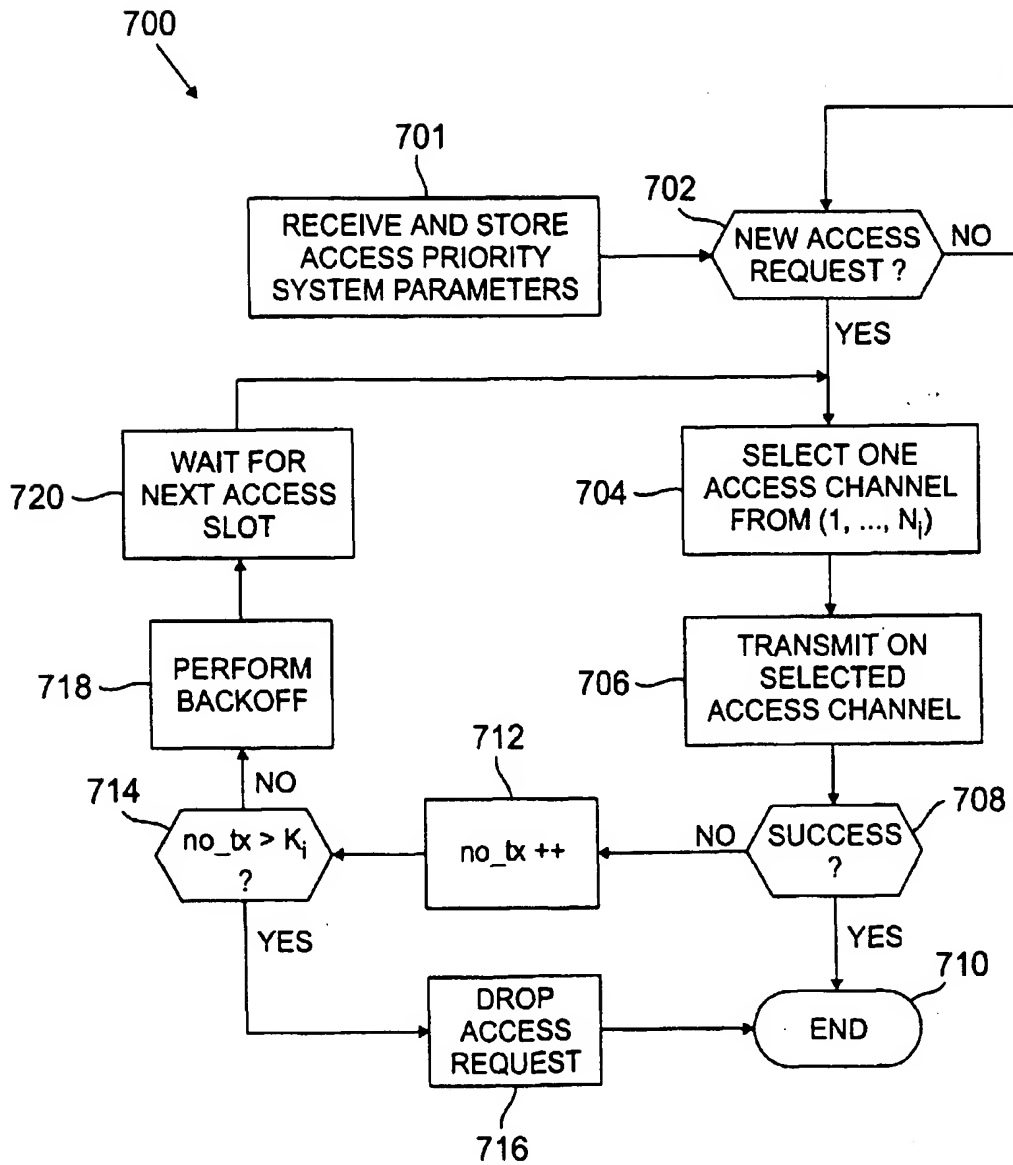 700
701
RECEIVE AND STORE
ACCESS PRIORITY
SYSTEM PARAMETERS
702
NEW ACCESS
REQUEST ?
NO
YES
720
WAIT FOR
NEXT ACCESS
SLOT
704
SELECT ONE
ACCESS CHANNEL
FROM (1, ..., Nᵢ)
718
PERFORM
BACKOFF
706
TRANSMIT ON
SELECTED
ACCESS CHANNEL
714
no_tx > Kᵢ
?
NO
YES
712
no_tx ++
NO
708
SUCCESS
?
YES
716
DROP
ACCESS
REQUEST
710
END